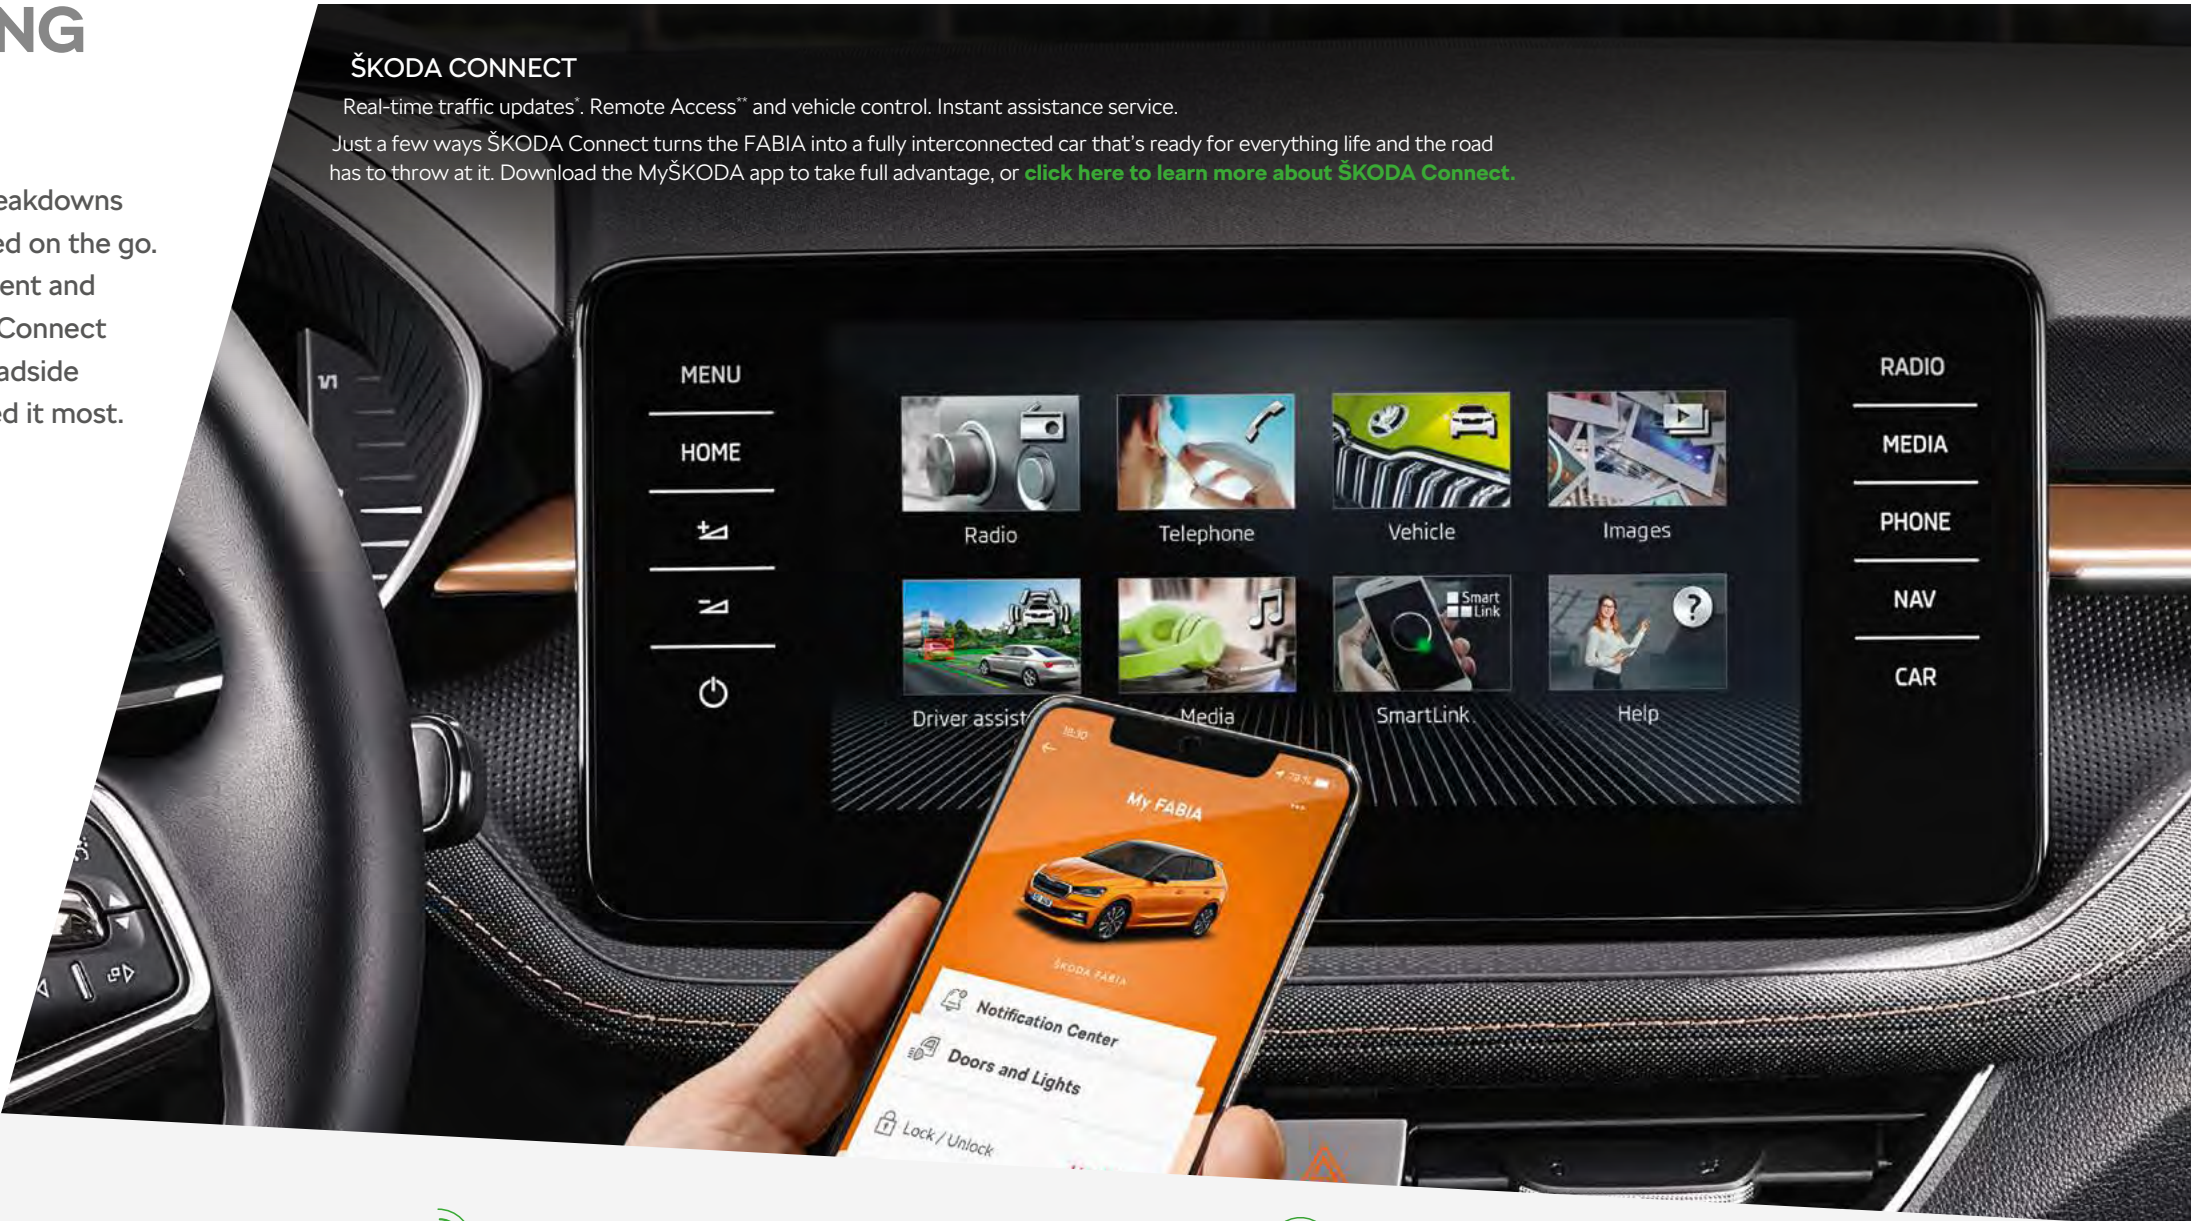 NG
eakdowns
ed on the go.
ent and
Connect
adside
ed it most.
ŠKODA CONNECT
Real-time traffic updates*. Remote Access** and vehicle control. Instant assistance service.
Just a few ways ŠKODA Connect turns the FABIA into a fully interconnected car that's ready for everything life and the road
has to throw at it. Download the MyŠKODA app to take full advantage, or click here to learn more about ŠKODA Connect.
1/1
MENU
HOME
Radio
Telephone
Vehicle
Images
Smart
Link
?
Driver assist
Media
SmartLink
Help
RADIO
MEDIA
PHONE
NAV
CAR
18:30
My FABIA
ŠKODA FABIA
Notification Center
Doors and Lights
Lock / Unlock